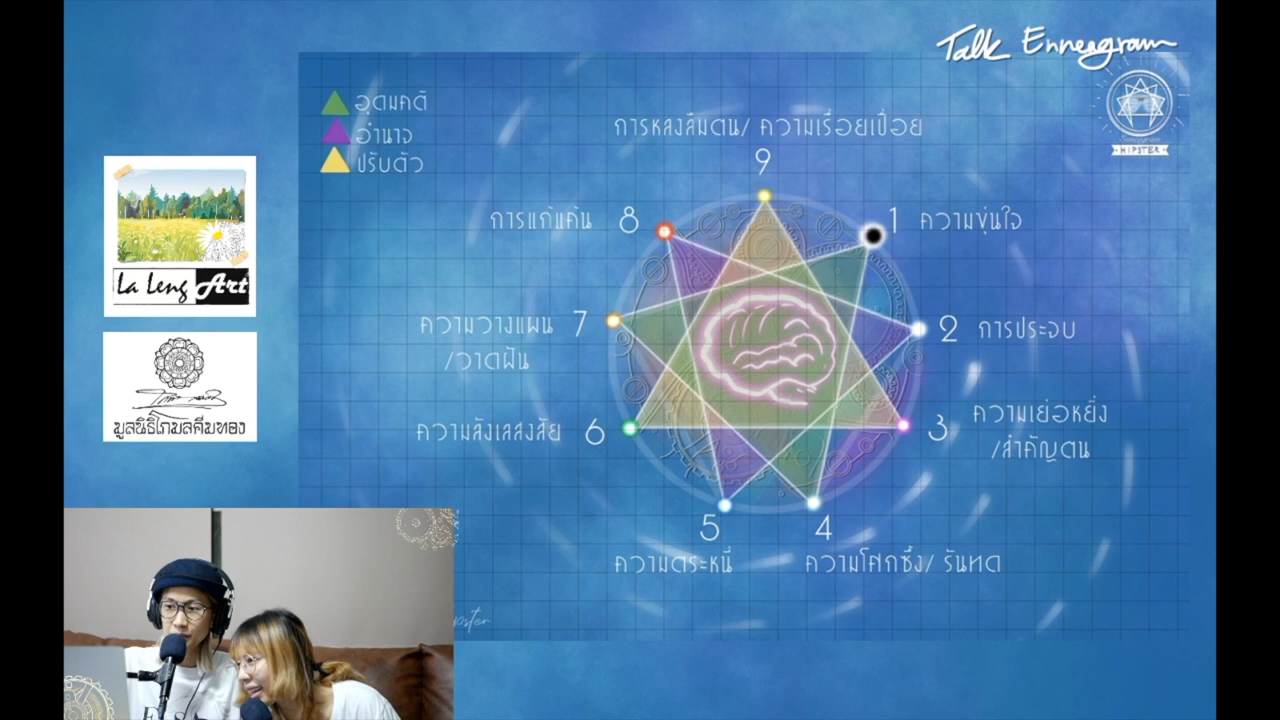 Talk Enneagram
HIPSTER
อุดมคติ
อำนาจ
ปรับตัว
การหลงลืมตน/ ความเรื่อยเปื่อย
9
การแก้แค้น 8
1 ความขุ่นใจ
ความวางแผน 7
/วาดฝัน
2 การประจบ
ความลังเลสงสัย 6
3 ความเย่อหยิ่ง
/สำคัญตน
5
ความตระหนี่
4
ความโศกซึ้ง/ รันทด
La Leng Art
มูลนิธิโกมลคีมทอง